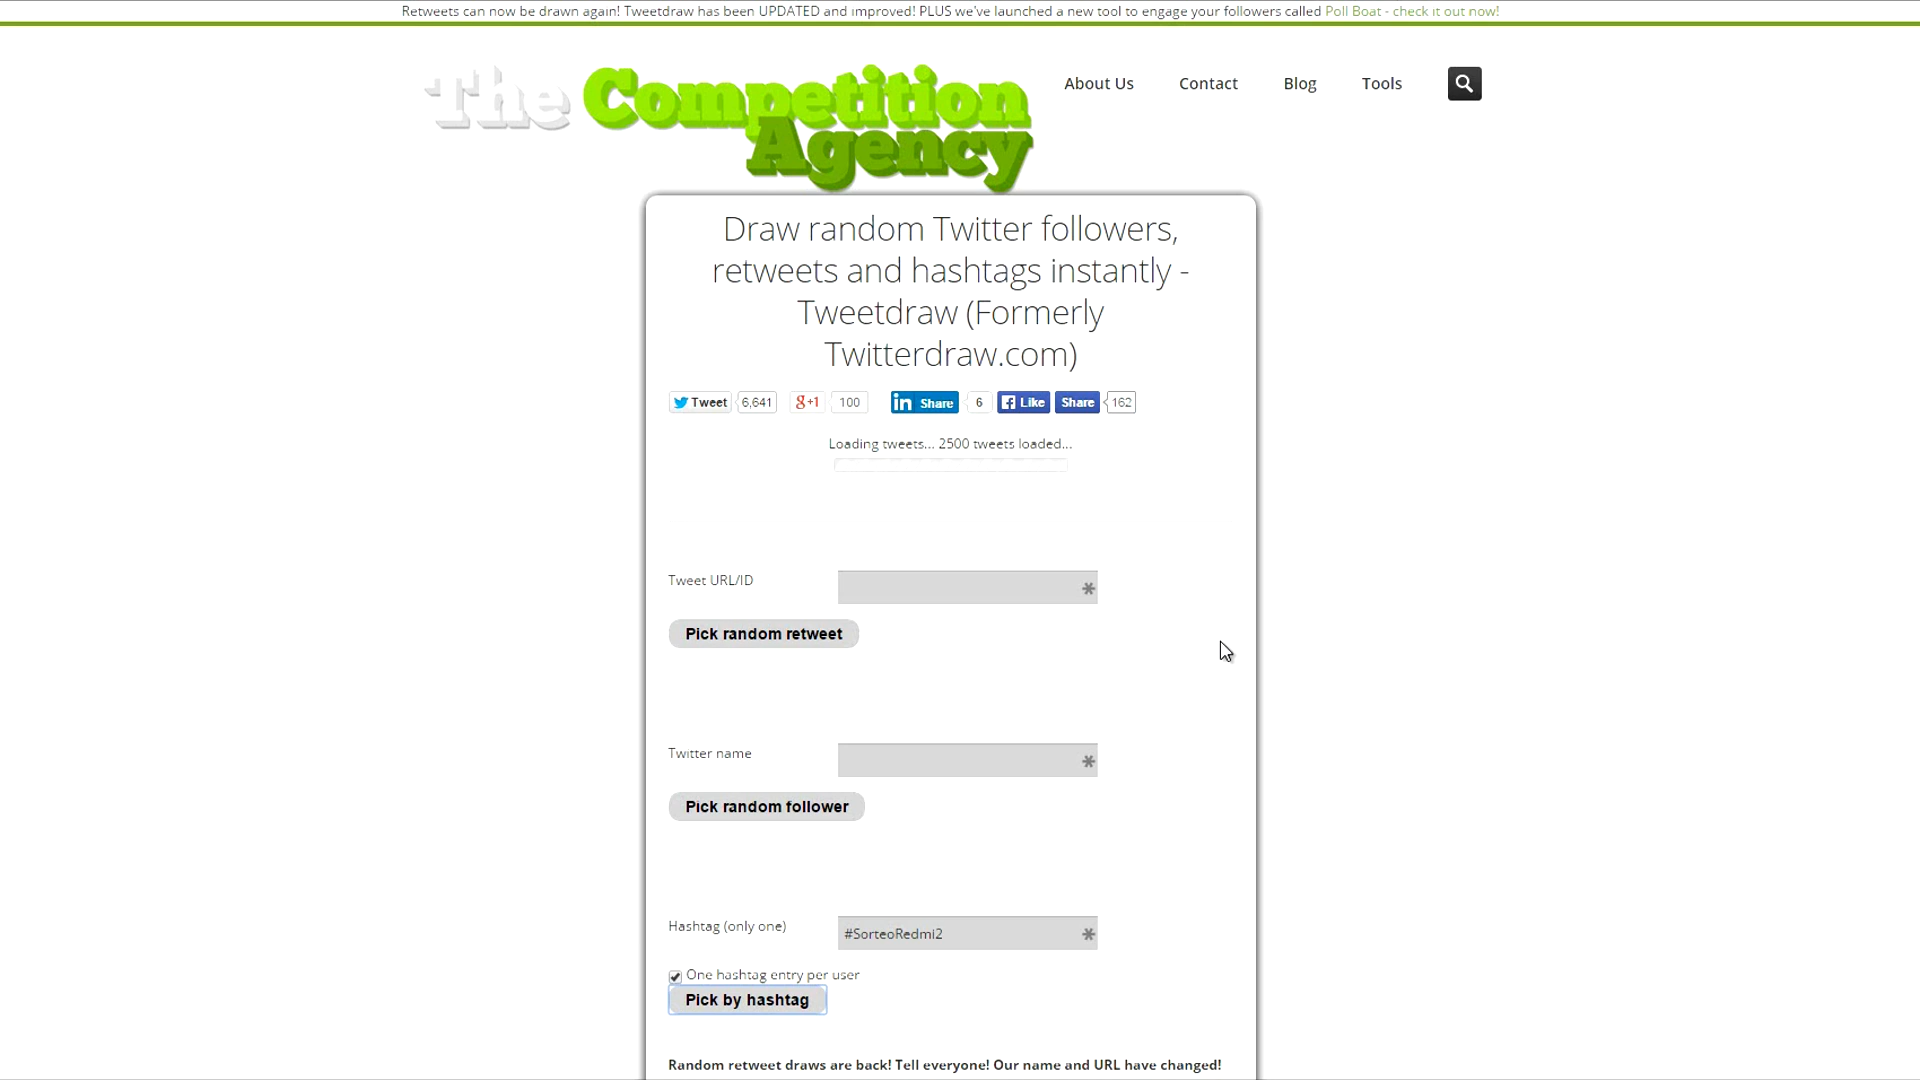 Retweets can now be drawn again! Tweetdraw has been UPDATED and improved! PLUS we've launched a new tool to engage your followers called Poll Boat - check it out now!
The Competition
Agency
About Us Contact Blog Tools
Draw random Twitter followers,
retweets and hashtags instantly -
Tweetdraw (Formerly
Twitterdraw.com)
Tweet 6,641 g+1 100 in Share 6 Like Share 162
Loading tweets... 2500 tweets loaded...
Tweet URL/ID
Pick random retweet
Twitter name
Pick random follower
Hashtag (only one) #SorteoRedmi2
One hashtag entry per user
Pick by hashtag
Random retweet draws are back! Tell everyone! Our name and URL have changed!